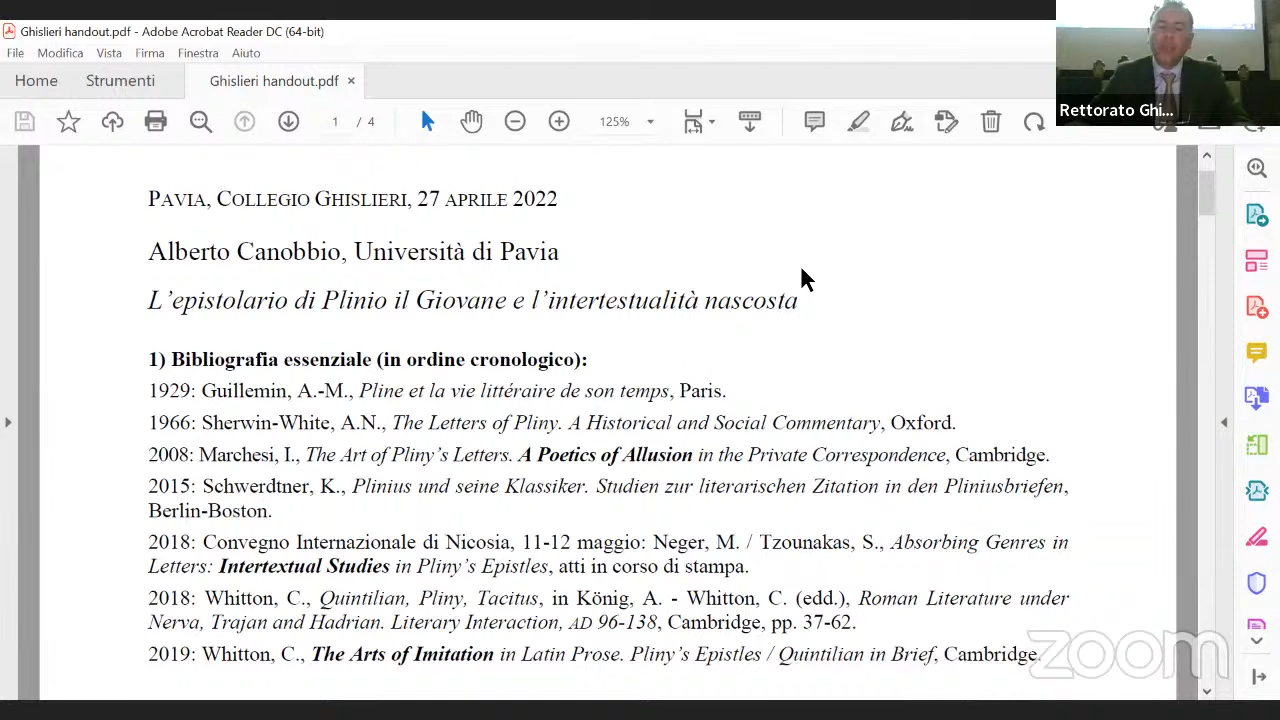 Ghislieri handout.pdf - Adobe Acrobat Reader DC (64-bit)
File Modifica Vista Firma Finestra Aiuto
Home Strumenti Ghislieri handout.pdf ×
1 / 4 125%
Rettorato Ghi...
PAVIA, COLLEGIO GHISLIERI, 27 APRILE 2022
Alberto Canobbio, Università di Pavia
L’epistolario di Plinio il Giovane e l’intertestualità nascosta
1) Bibliografia essenziale (in ordine cronologico):
1929: Guillemin, A.-M., Pline et la vie littéraire de son temps, Paris.
1966: Sherwin-White, A.N., The Letters of Pliny. A Historical and Social Commentary, Oxford.
2008: Marchesi, I., The Art of Pliny’s Letters. A Poetics of Allusion in the Private Correspondence, Cambridge.
2015: Schwerdtner, K., Plinius und seine Klassiker. Studien zur literarischen Zitation in den Pliniusbriefen,
Berlin-Boston.
2018: Convegno Internazionale di Nicosia, 11-12 maggio: Neger, M. / Tzounakas, S., Absorbing Genres in
Letters: Intertextual Studies in Pliny’s Epistles, atti in corso di stampa.
2018: Whitton, C., Quintilian, Pliny, Tacitus, in König, A. - Whitton, C. (edd.), Roman Literature under
Nerva, Trajan and Hadrian. Literary Interaction, AD 96-138, Cambridge, pp. 37-62.
2019: Whitton, C., The Arts of Imitation in Latin Prose. Pliny’s Epistles / Quintilian in Brief, Cambridge.
zoom